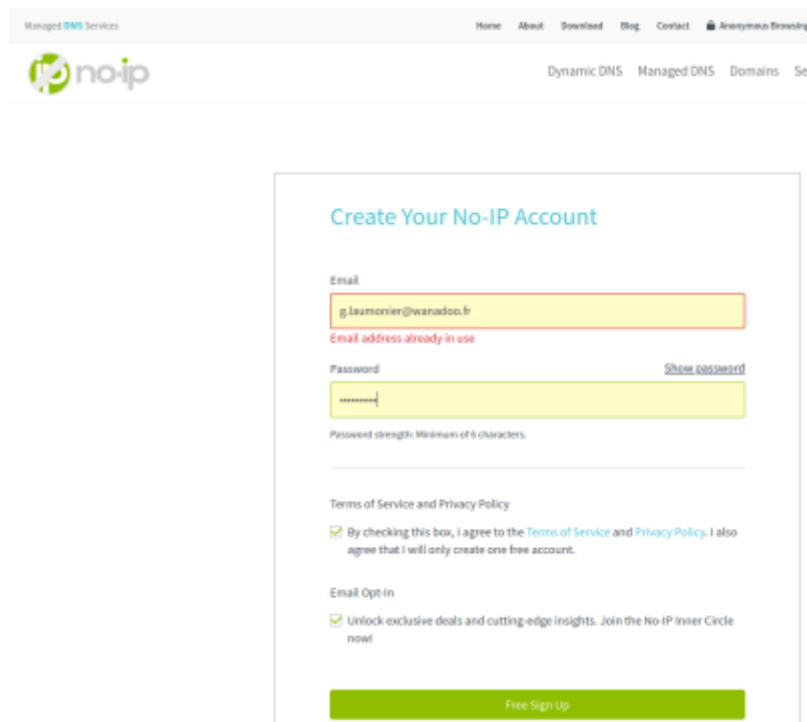 Managed DNS Services
Home About Download Blog Contact Anonymous Browsing
no-ip
Dynamic DNS Managed DNS Domains Se
Create Your No-IP Account
Email
g.laumonier@wanadoo.fr
Email address already in use
Password Show password
••••••••••
Password strength: Minimum of 6 characters.
Terms of Service and Privacy Policy
By checking this box, I agree to the Terms of Service and Privacy Policy. I also
agree that I will only create one free account.
Email Opt-In
Unlock exclusive deals and cutting-edge insights. Join the No-IP Inner Circle
now!
Free Sign Up